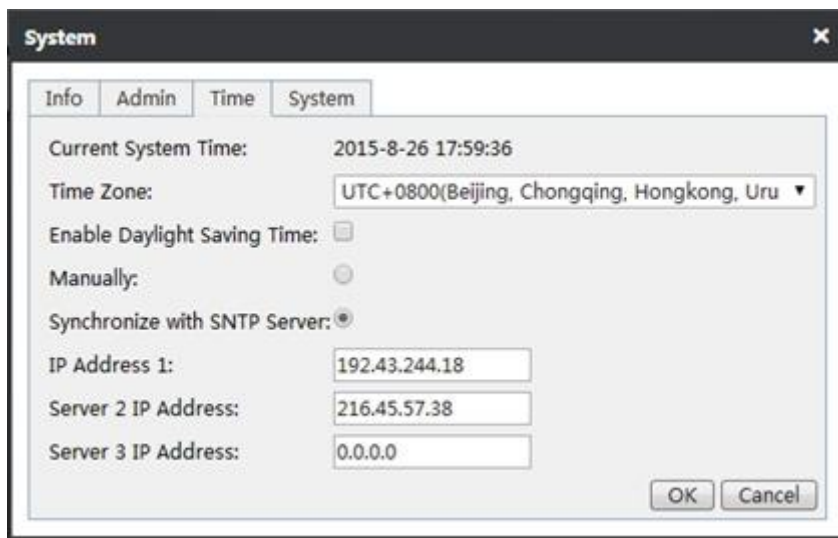 System
Info Admin Time System
Current System Time: 2015-8-26 17:59:36
Time Zone: UTC+0800(Beijing, Chongqing, Hongkong, Uru
Enable Daylight Saving Time:
Manually:
Synchronize with SNTP Server:
IP Address 1: 192.43.244.18
Server 2 IP Address: 216.45.57.38
Server 3 IP Address: 0.0.0.0
OK Cancel